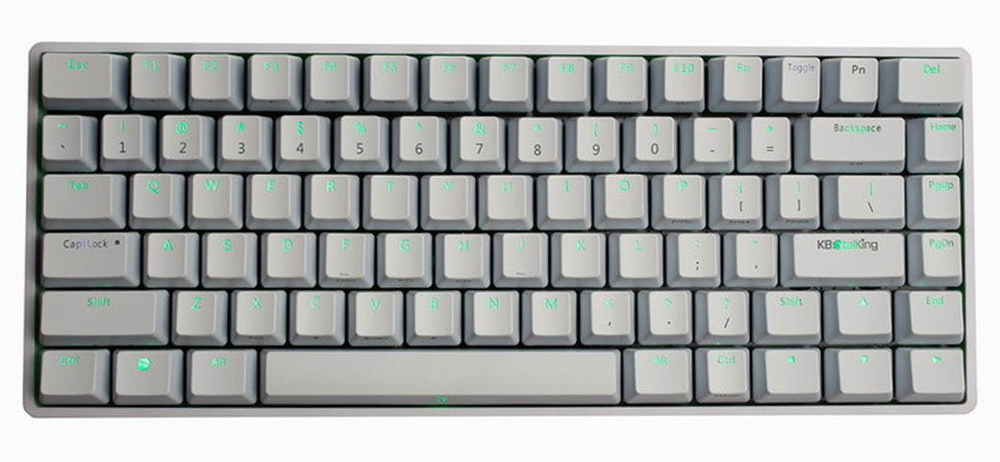 Esc F1 F2 F3 F4 F5 F6 F7 F8 F9 F10 Fn Toggle Pn Del
~ ! @ # $ % ^ & * ( ) _ +
` 1 2 3 4 5 6 7 8 9 0 - = Backspace Home
Tab Q W E R T Y U I O P { } | PgUp
[ ] \
CapsLock A S D F G H J K L : " KBtalKing PgDn
; '
Shift Z X C V B N M < > ? Shift ▲ End
, . /
Ctrl Alt Alt Ctrl ◄ ▼ ►